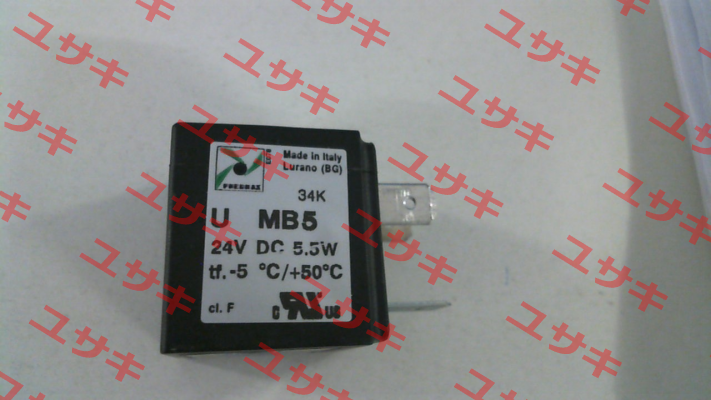 PNEUMAX
Made in Italy
Lurano (BG)
34K
U MB5
24V DC 5.5W
tf.-5 °C/+50°C
cl. F
c UR us
ユサキ